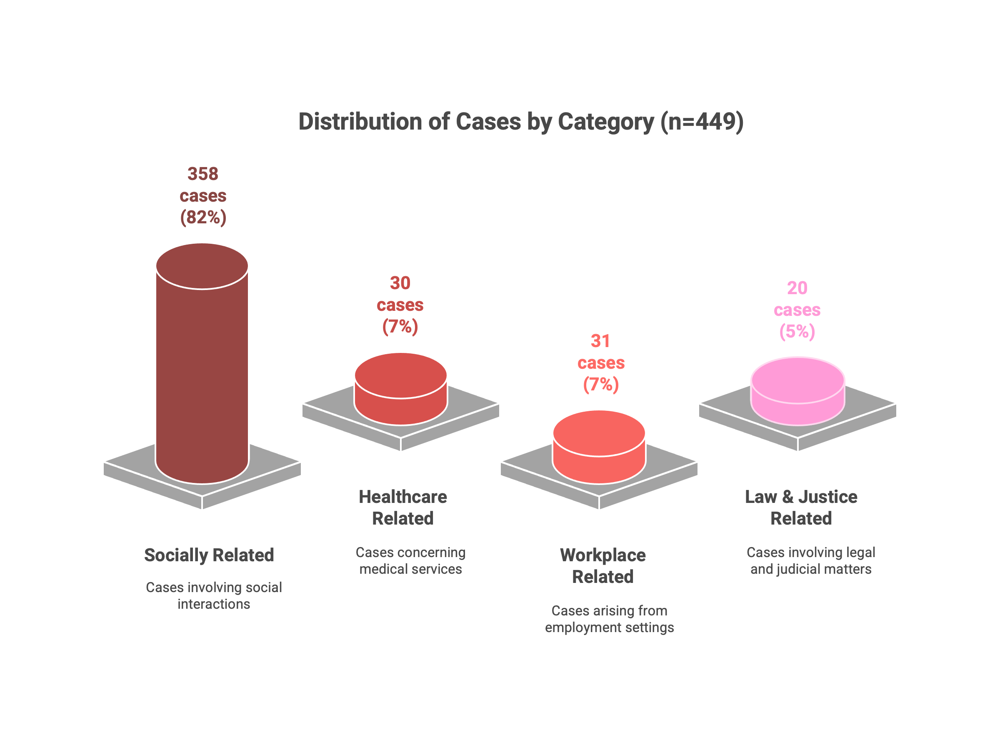 Distribution of Cases by Category (n=449)
358
cases
(82%)
30
cases
(7%)
31
cases
(7%)
20
cases
(5%)
Socially Related
Cases involving social
interactions
Healthcare
Related
Cases concerning
medical services
Workplace
Related
Cases arising from
employment settings
Law & Justice
Related
Cases involving legal
and judicial matters